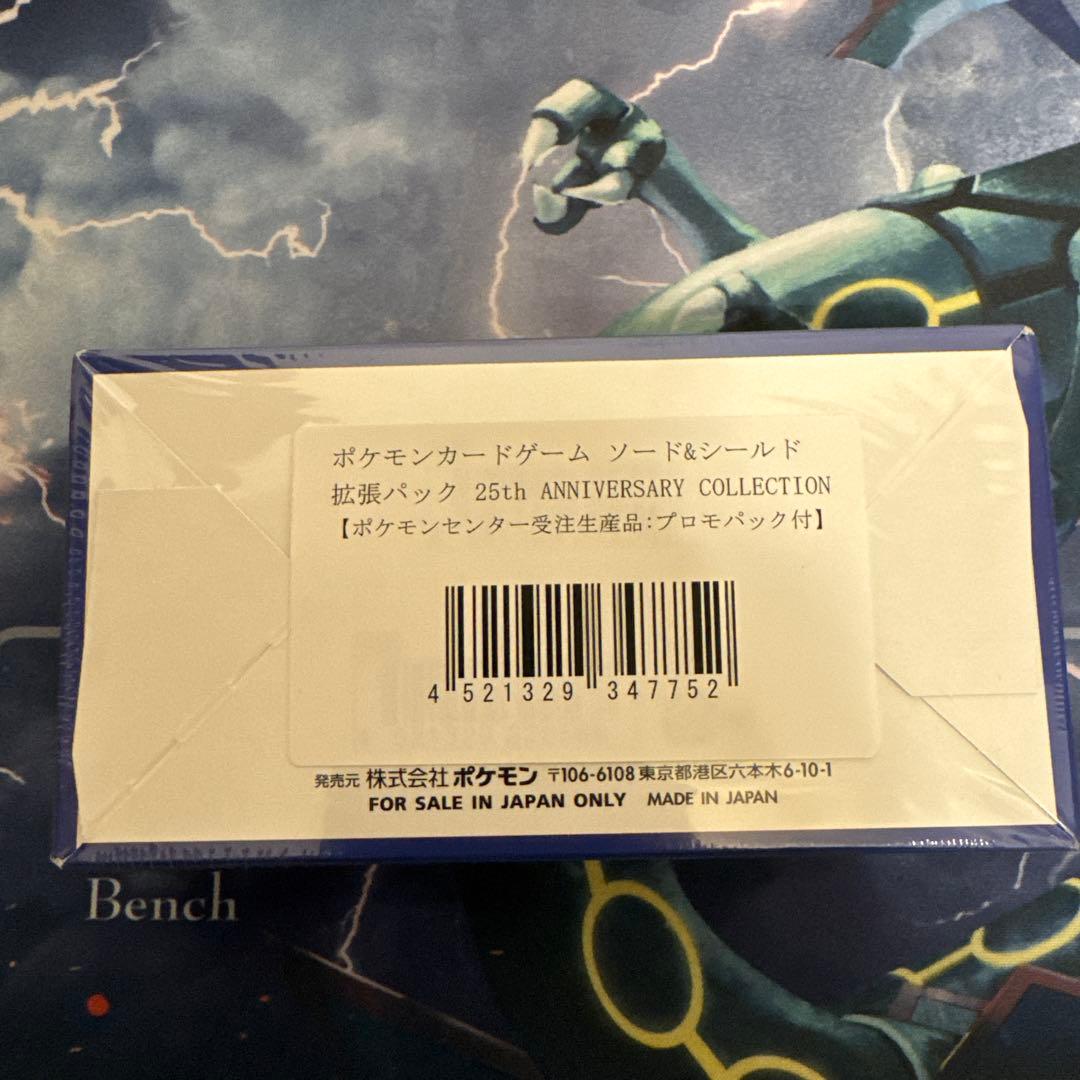 ポケモンカードゲーム ソード&シールド
拡張パック 25th ANNIVERSARY COLLECTION
【ポケモンセンター受注生産品:プロモパック付】
4 521329 347752
発売元 株式会社ポケモン 〒106-6108 東京都港区六本木6-10-1
FOR SALE IN JAPAN ONLY MADE IN JAPAN
Bench